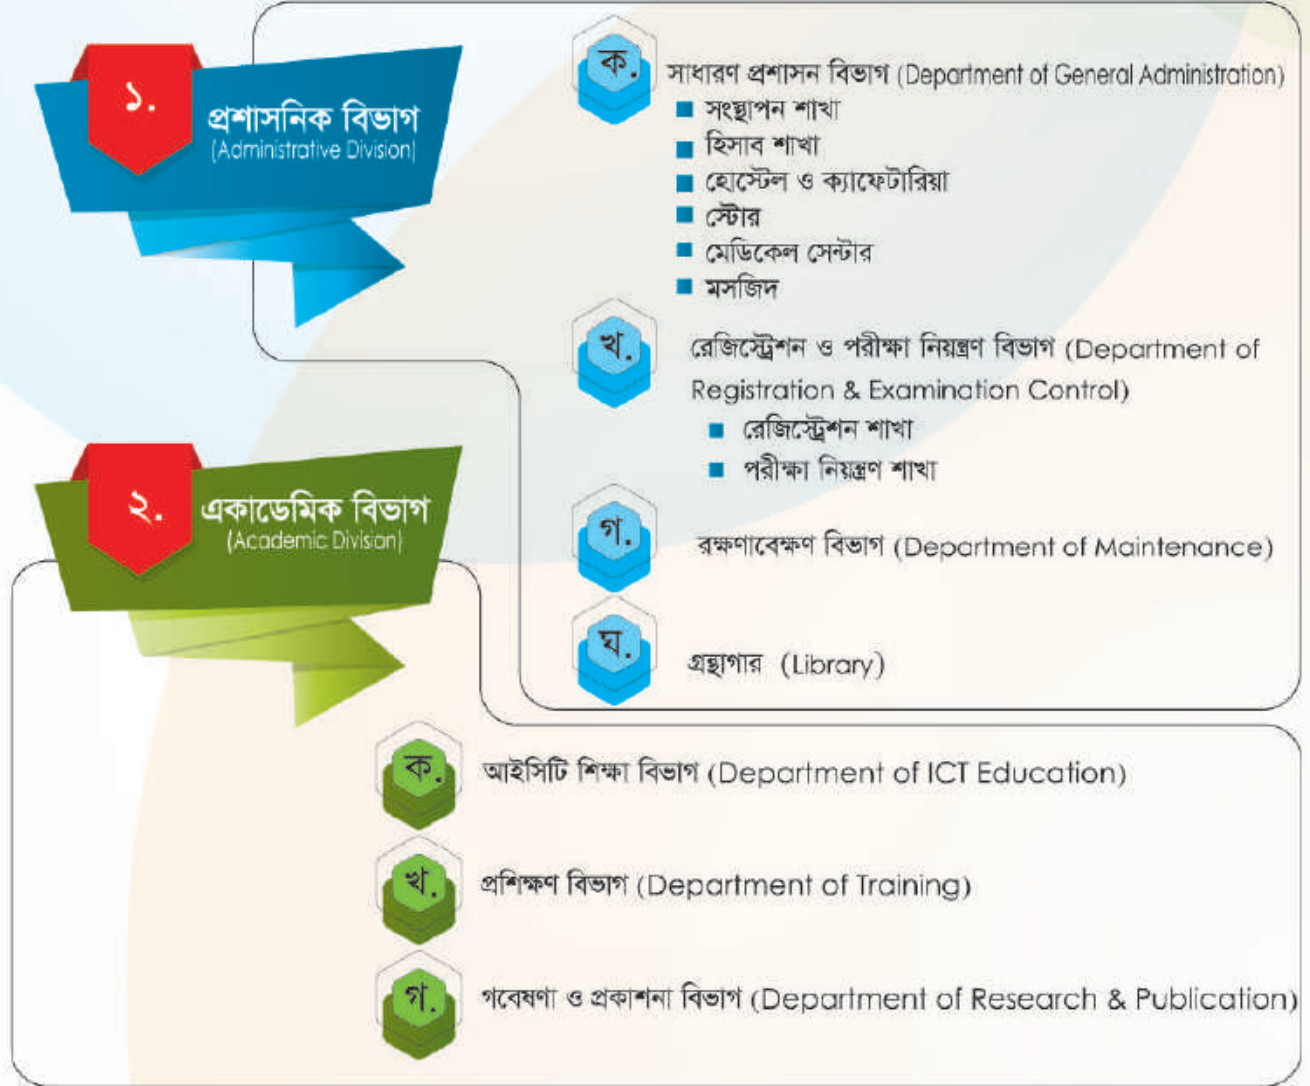 ১.
প্রশাসনিক বিভাগ
(Administrative Division)
ক.
সাধারণ প্রশাসন বিভাগ (Department of General Administration)
সংস্থাপন শাখা
হিসাব শাখা
হোস্টেল ও ক্যাফেটারিয়া
স্টোর
মেডিকেল সেন্টার
মসজিদ
খ.
রেজিস্ট্রেশন ও পরীক্ষা নিয়ন্ত্রণ বিভাগ (Department of
Registration & Examination Control)
রেজিস্ট্রেশন শাখা
পরীক্ষা নিয়ন্ত্রণ শাখা
গ.
রক্ষণাবেক্ষণ বিভাগ (Department of Maintenance)
ঘ.
গ্রন্থাগার (Library)
২.
একাডেমিক বিভাগ
(Academic Division)
ক.
আইসিটি শিক্ষা বিভাগ (Department of ICT Education)
খ.
প্রশিক্ষণ বিভাগ (Department of Training)
গ.
গবেষণা ও প্রকাশনা বিভাগ (Department of Research & Publication)